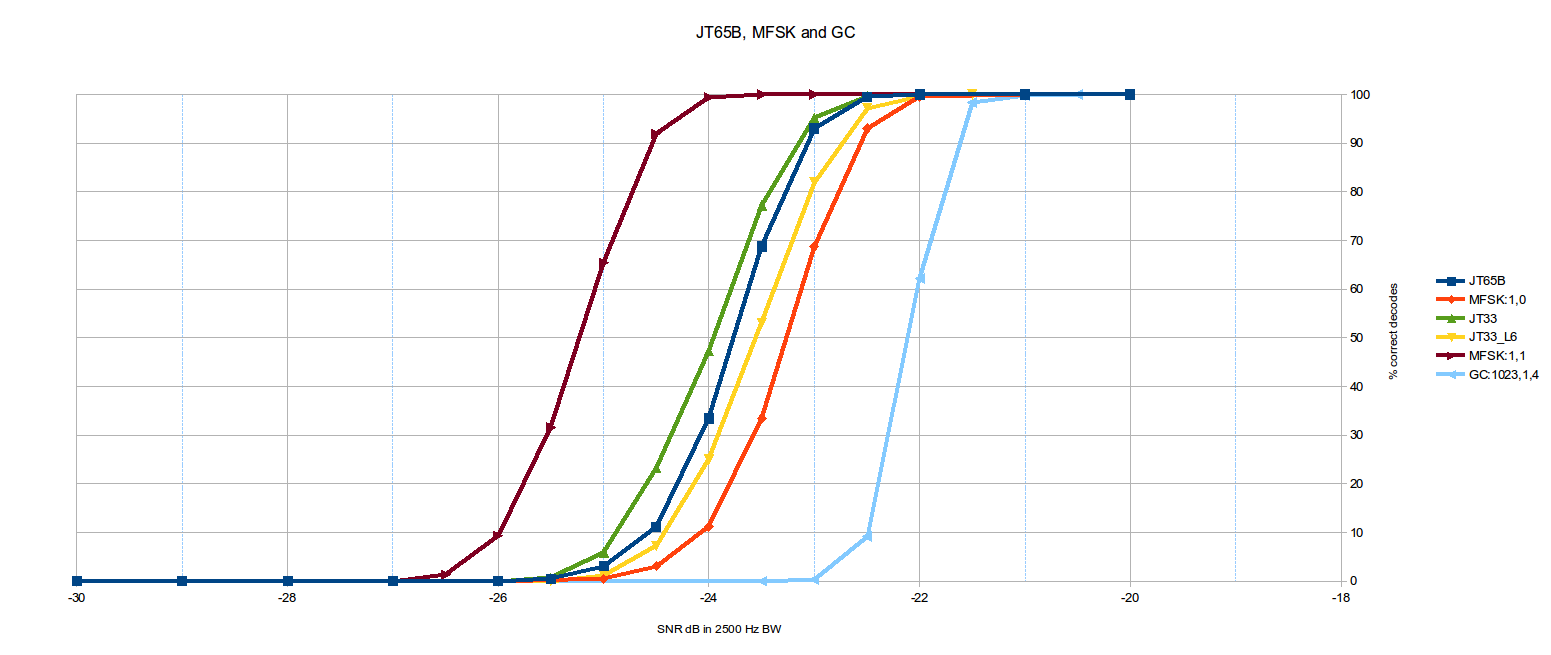 JT65B, MFSK and GC
100
90
80
70
60
50
40
30
20
10
0
% correct decodes
JT65B
MFSK:1,0
JT33
JT33_L6
MFSK:1,1
GC:1023,1,4
-30 -28 -26 -24 -22 -20 -18
SNR dB in 2500 Hz BW